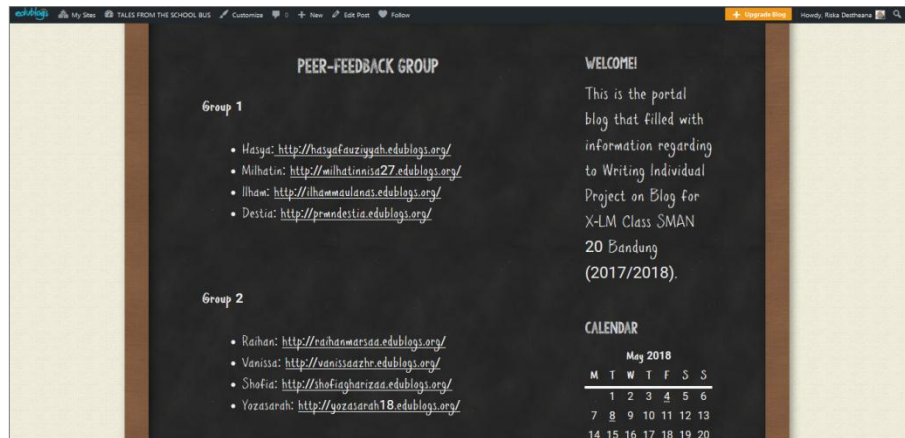 edublogs My Sites TALES FROM THE SCHOOL BUS Customize 0 New Edit Post Follow Upgrade Blog Howdy, Riska Destheana
PEER-FEEDBACK GROUP
Group 1
• Hasya: http://hasyafauziyyah.edublogs.org/
• Milhatin: http://milhatinnisa27.edublogs.org/
• Ilham: http://ilhammaulanas.edublogs.org/
• Destia: http://prmndestia.edublogs.org/
Group 2
• Raihan: http://raihanmarsaa.edublogs.org/
• Vanissa: http://vanissaazhr.edublogs.org/
• Shofia: http://shofiagharizaa.edublogs.org/
• Yozasarah: http://yozasarah18.edublogs.org/
WELCOME!
This is the portal
blog that filled with
information regarding
to Writing Individual
Project on Blog for
X-LM Class SMAN
20 Bandung
(2017/2018).
CALENDAR
May 2018
M T W T F S S
1 2 3 4 5 6
7 8 9 10 11 12 13
14 15 16 17 18 19 20